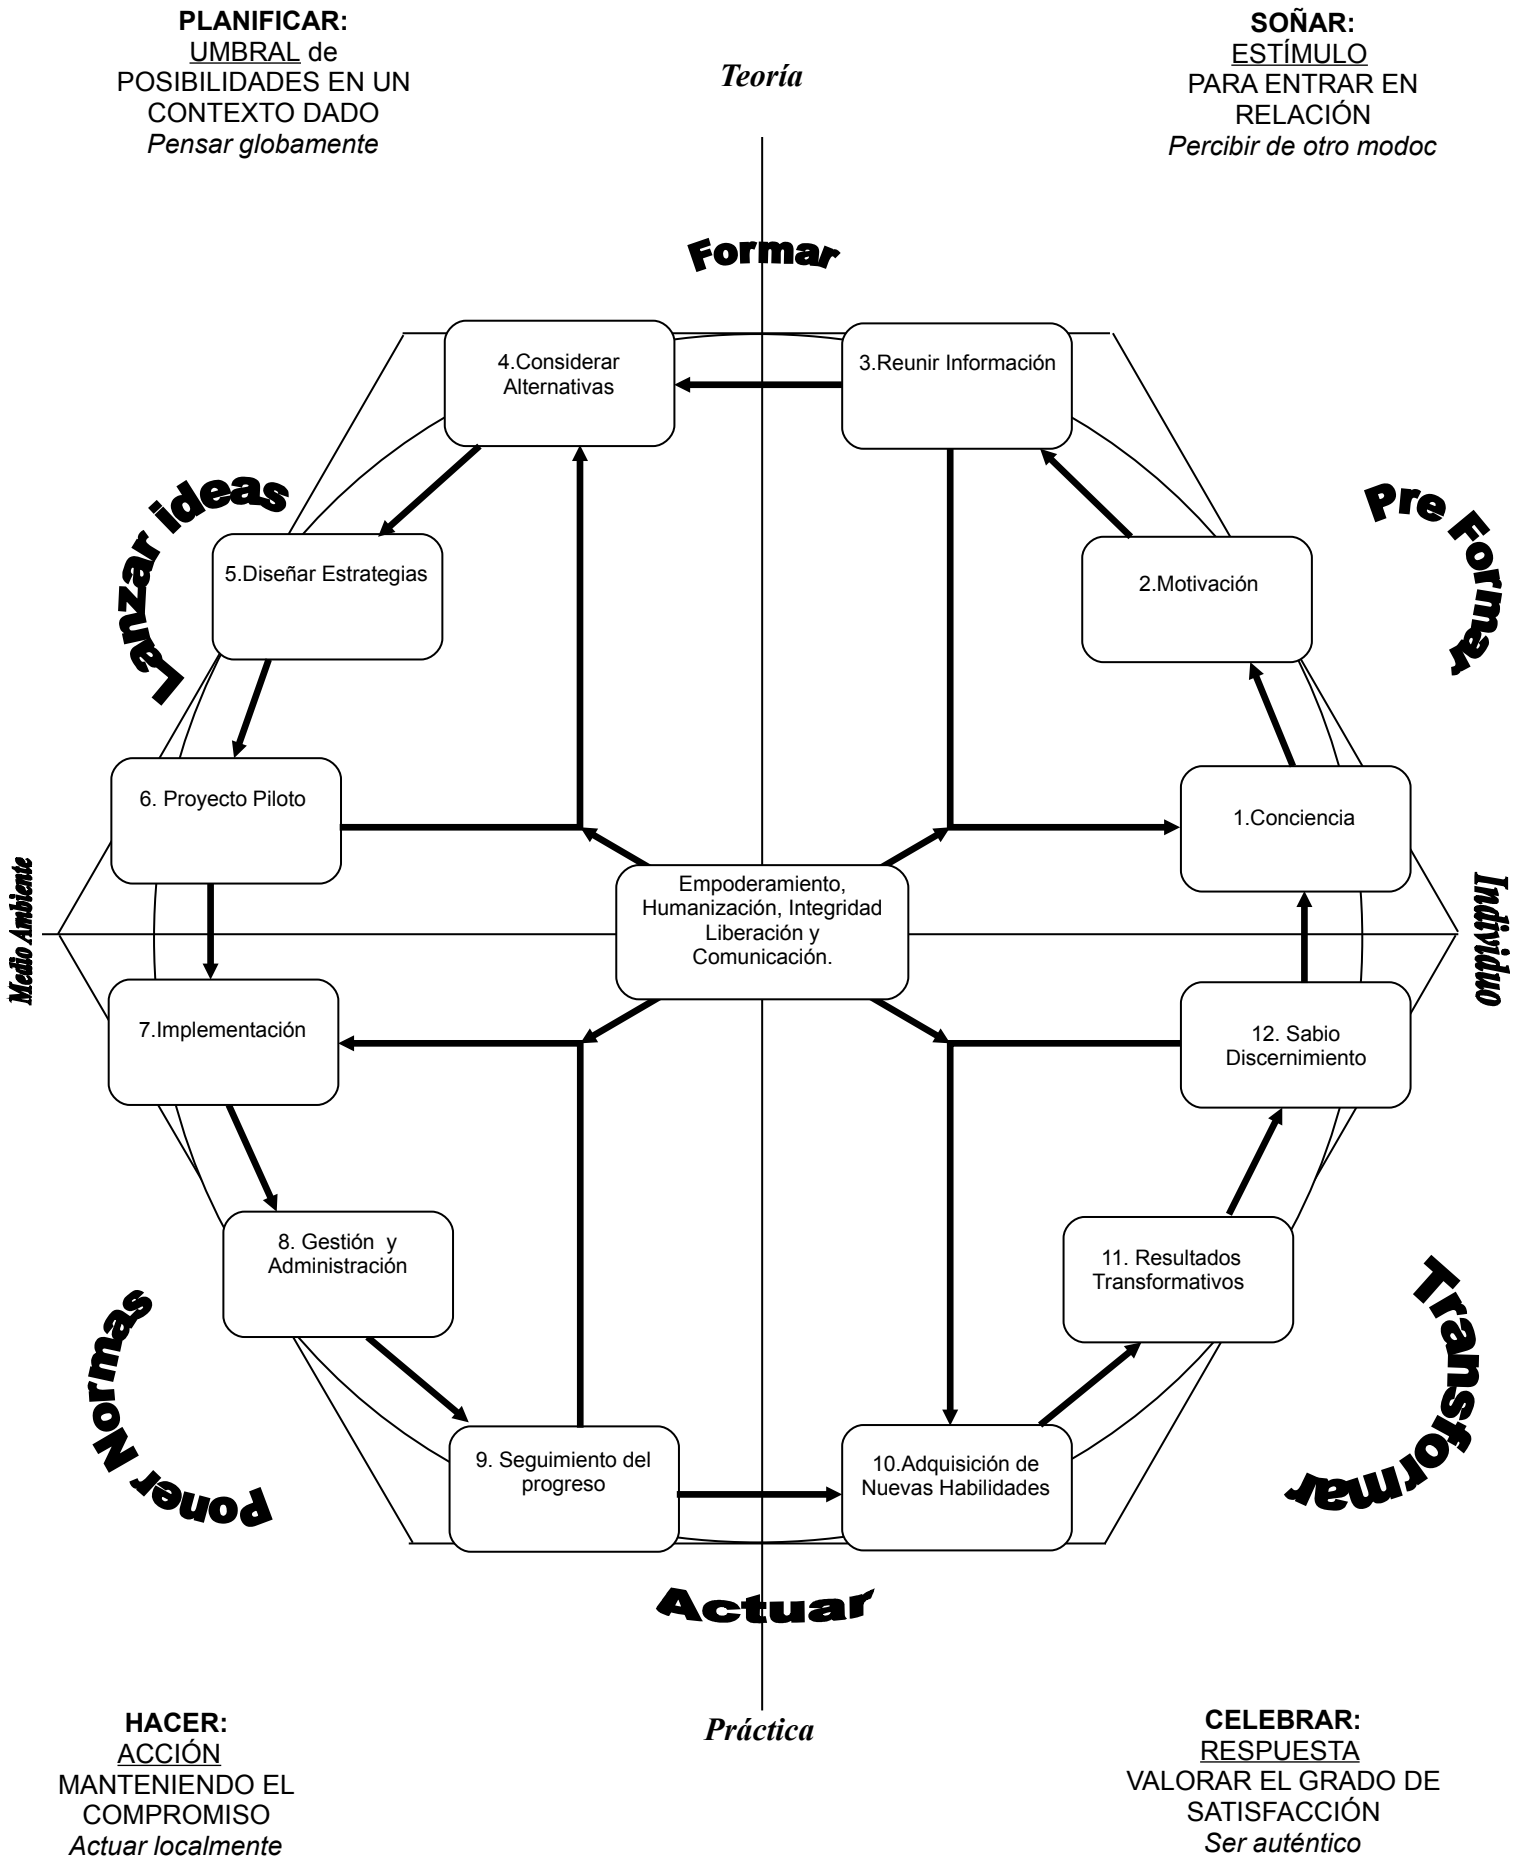 PLANIFICAR:
UMBRAL de
POSIBILIDADES EN UN
CONTEXTO DADO
Pensar globamente
Teoría
SOÑAR:
ESTÍMULO
PARA ENTRAR EN
RELACIÓN
Percibir de otro modoc
Formar
4.Considerar
Alternativas
3.Reunir Información
Lanzar ideas
Pre Formar
5.Diseñar Estrategias
2.Motivación
6. Proyecto Piloto
1.Conciencia
Medio Ambiente
Empoderamiento,
Humanización, Integridad
Liberación y
Comunicación.
Individuo
7.Implementación
12. Sabio
Discernimiento
8. Gestión  y
Administración
11. Resultados
Transformativos
Poner Normas
Transformar
9. Seguimiento del
progreso
10.Adquisición de
Nuevas Habilidades
Actuar
Práctica
HACER:
ACCIÓN
MANTENIENDO EL
COMPROMISO
Actuar localmente
CELEBRAR:
RESPUESTA
VALORAR EL GRADO DE
SATISFACCIÓN
Ser auténtico